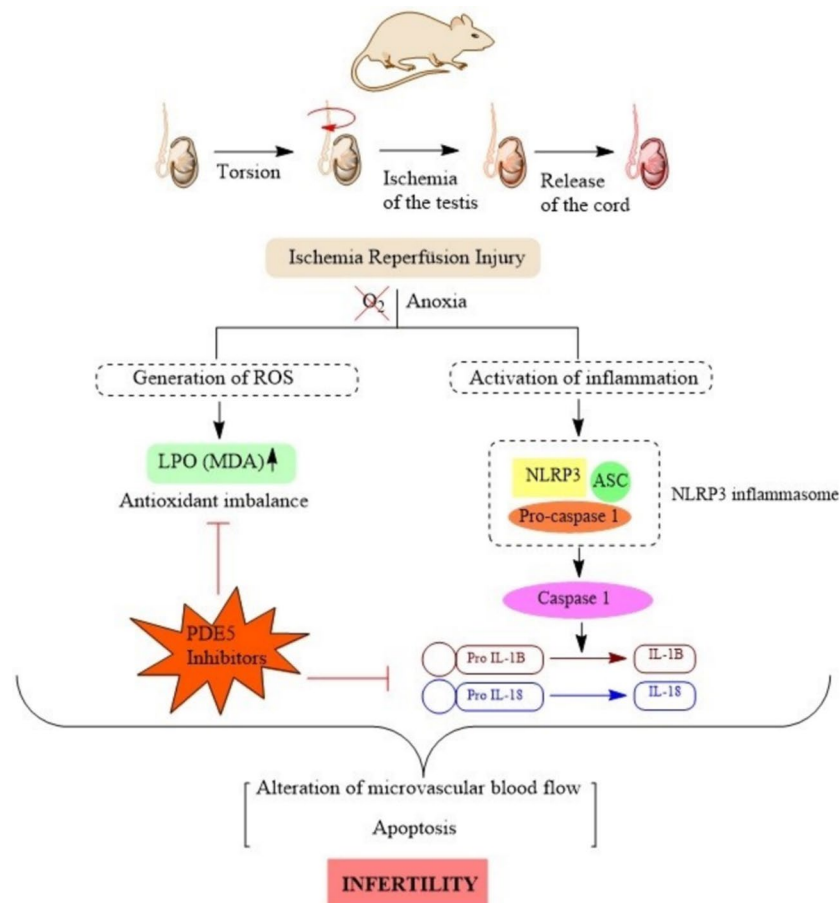 Torsion
Ischemia
of the testis
Release
of the cord
Ischemia Reperfusion Injury
O2
Anoxia
Generation of ROS
Activation of inflammation
LPO (MDA)
Antioxidant imbalance
NLRP3
ASC
Pro-caspase 1
NLRP3 inflammasome
Caspase 1
PDE5
Inhibitors
Pro IL-1B
IL-1B
Pro IL-18
IL-18
Alteration of microvascular blood flow
Apoptosis
INFERTILITY